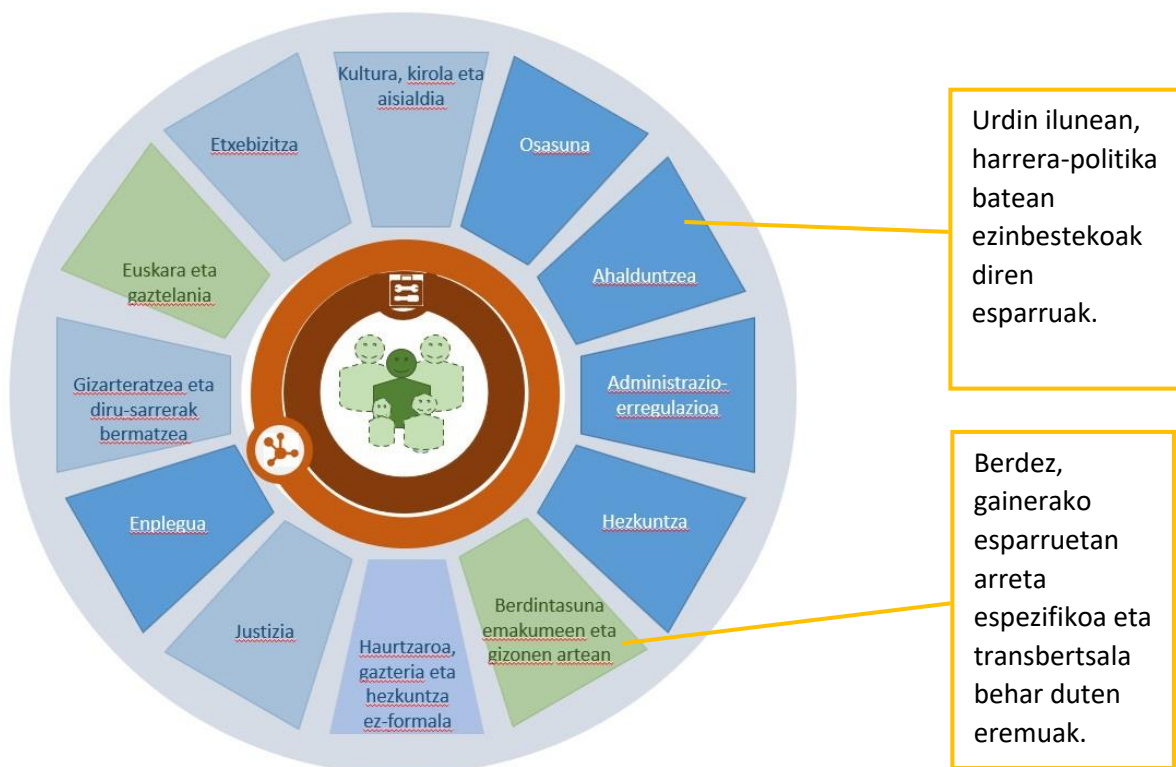 Kultura, kirola eta
aisialdia
Osasuna
Ahalduntzea
Administrazio-
erregulazioa
Hezkuntza
Berdintasuna
emakumeen eta
gizonen artean
Haurtzaroa,
gazteria eta
hezkuntza
ez-formala
Justizia
Enplegua
Gizarteratzea eta
diru-sarrerak
bermatzea
Euskara eta
gaztelania
Etxebizitza
Urdin ilunean,
harrera-politika
batean
ezinbestekoak
diren
esparruak.
Berdez,
gainerako
esparruetan
arreta
espezifikoa eta
transbertsala
behar duten
eremuak.